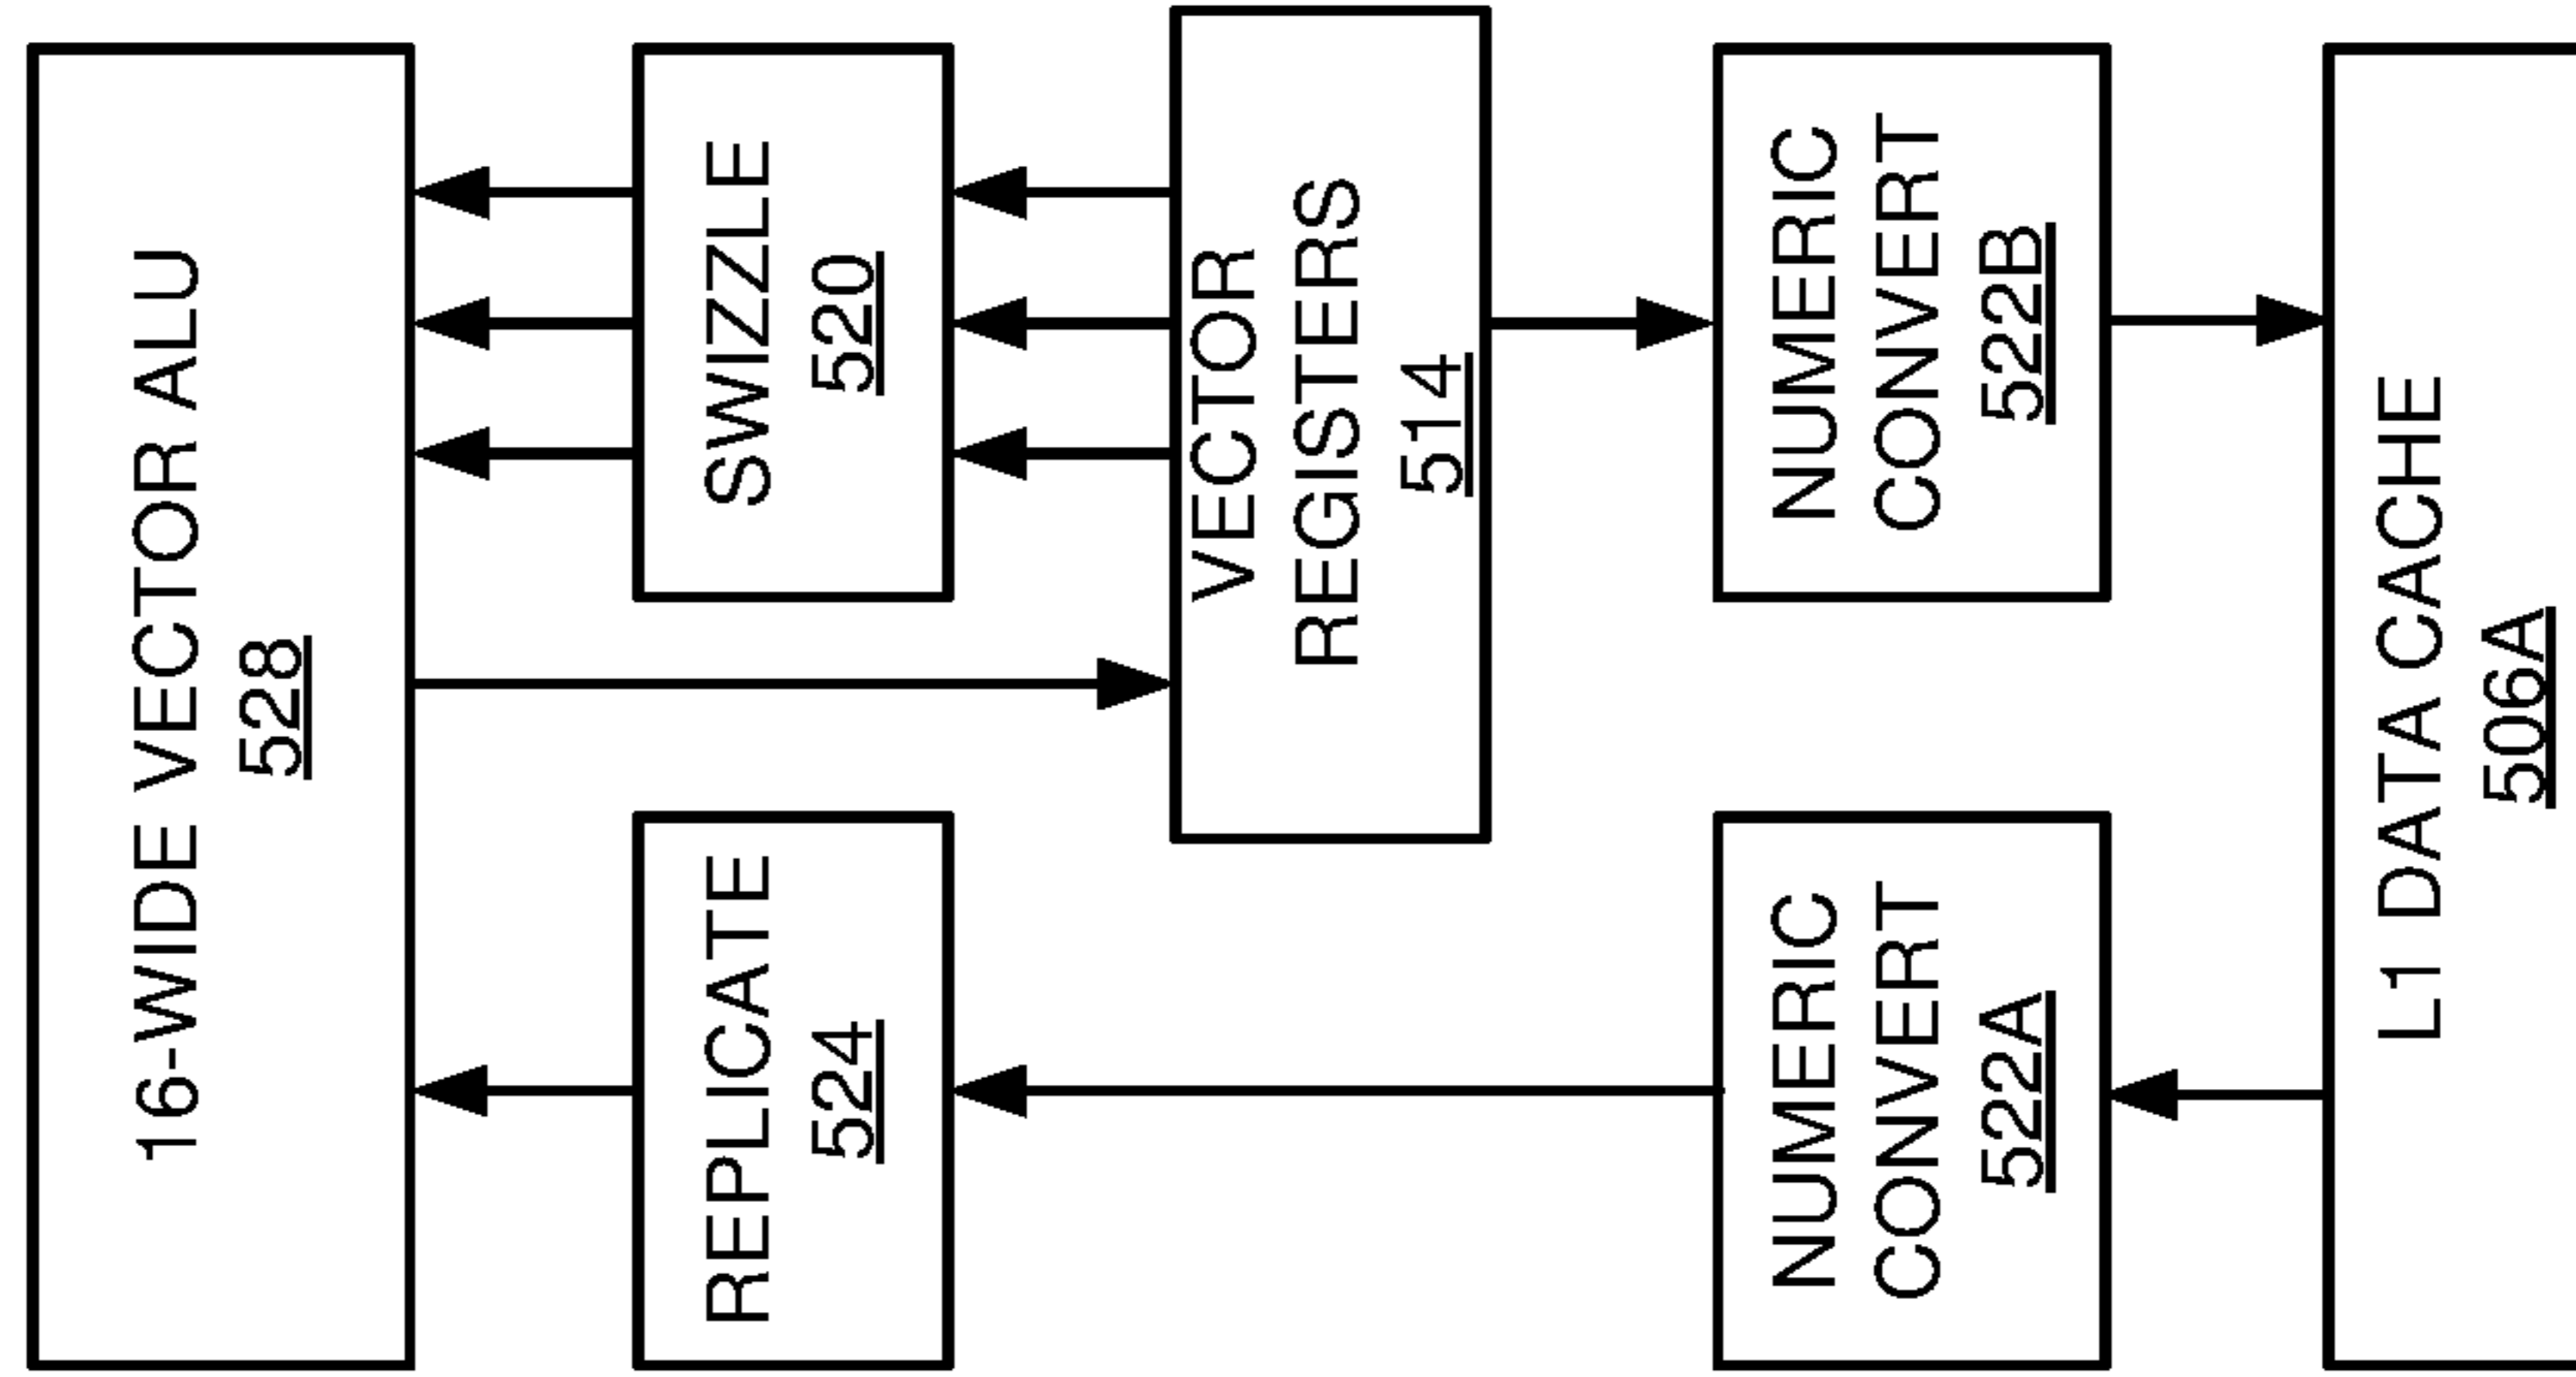 16-WIDE VECTOR ALU
528
REPLICATE
524
SWIZZLE
520
VECTOR
REGISTERS
514
NUMERIC
CONVERT
522A
NUMERIC
CONVERT
522B
L1 DATA CACHE
506A